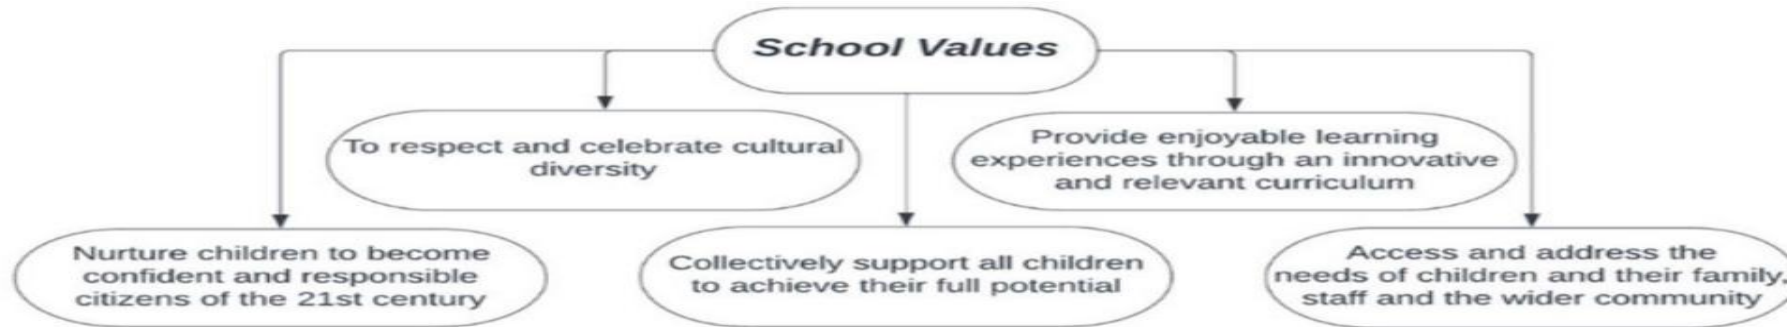 School Values
To respect and celebrate cultural
diversity
Provide enjoyable learning
experiences through an innovative
and relevant curriculum
Nurture children to become
confident and responsible
citizens of the 21st century
Collectively support all children
to achieve their full potential
Access and address the
needs of children and their family,
staff and the wider community